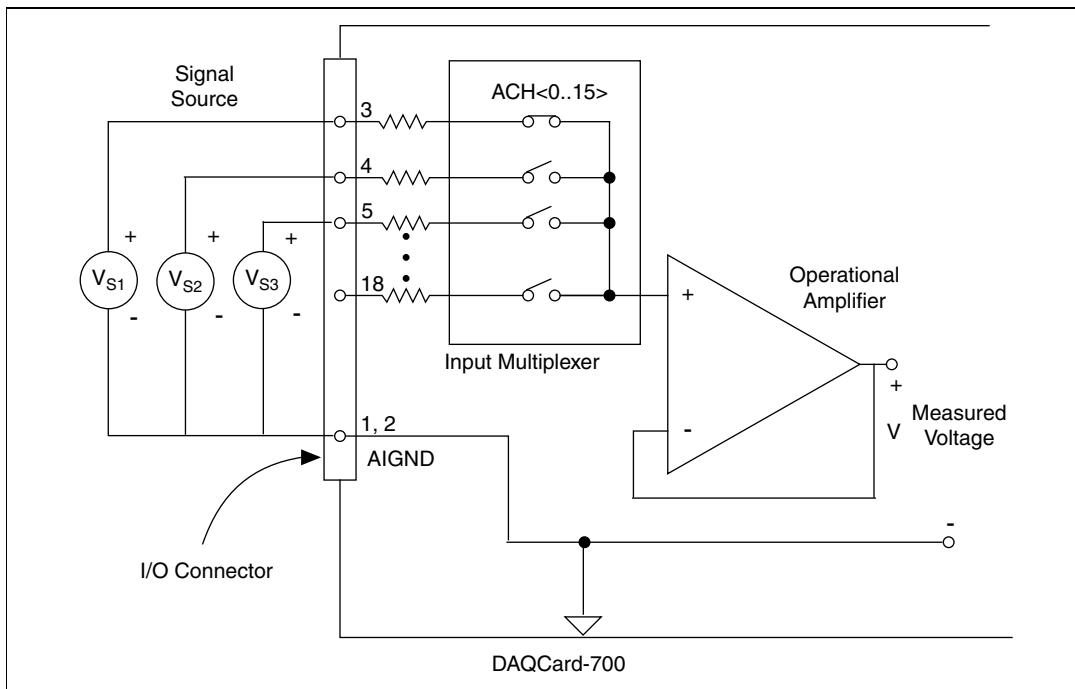 Signal
Source
ACH<0..15>
3
4
5
18
+
+
+
V_S1
V_S2
V_S3
-
-
-
Input Multiplexer
Operational
Amplifier
+
-
+
V
Measured
Voltage
1, 2
AIGND
-
I/O Connector
DAQCard-700